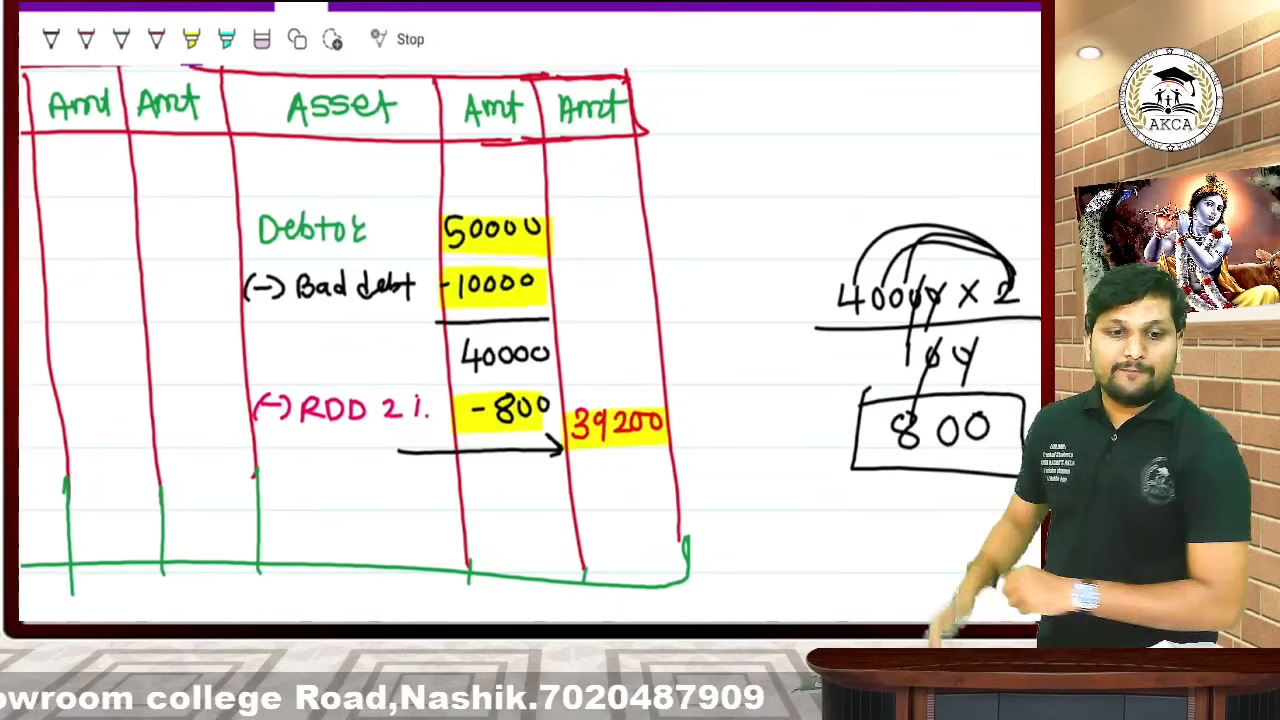 Stop
Amt Amt Asset Amt Amt
AKCA
Debtor 50000
(-) Bad debt -10000
40000 x 2
100
40000
(-) RDD 2%. -800 39200
800
owroom college Road,Nashik.7020487909